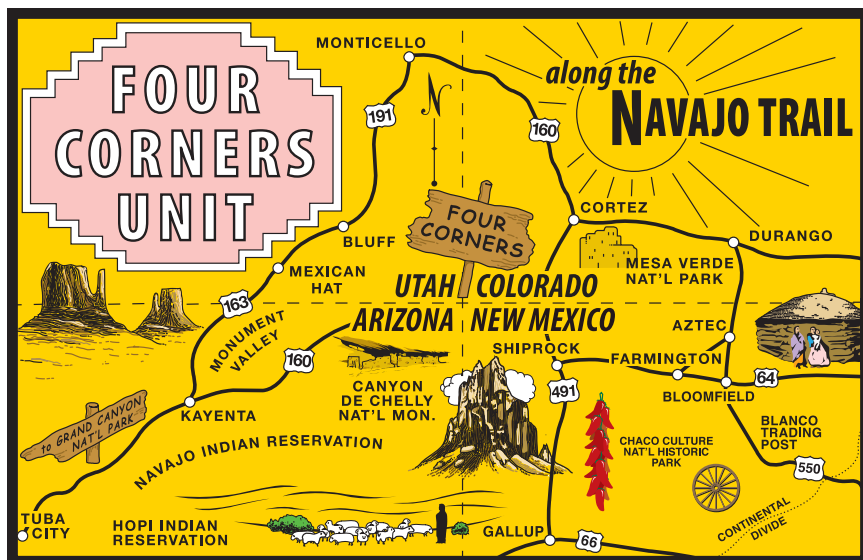 FOUR
CORNERS
UNIT
along the
NAVAJO TRAIL
MONTICELLO
N
191
160
FOUR
CORNERS
CORTEZ
DURANGO
BLUFF
MEXICAN
HAT
MESA VERDE
NAT'L PARK
UTAH
COLORADO
ARIZONA
NEW MEXICO
163
MONUMENT
VALLEY
160
SHIPROCK
AZTEC
FARMINGTON
64
BLOOMFIELD
491
CANYON
DE CHELLY
NAT'L MON.
KAYENTA
to GRAND CANYON
NAT'L PARK
NAVAJO INDIAN RESERVATION
CHACO CULTURE
NAT'L HISTORIC
PARK
BLANCO
TRADING
POST
550
TUBA
CITY
HOPI INDIAN
RESERVATION
GALLUP
66
CONTINENTAL
DIVIDE